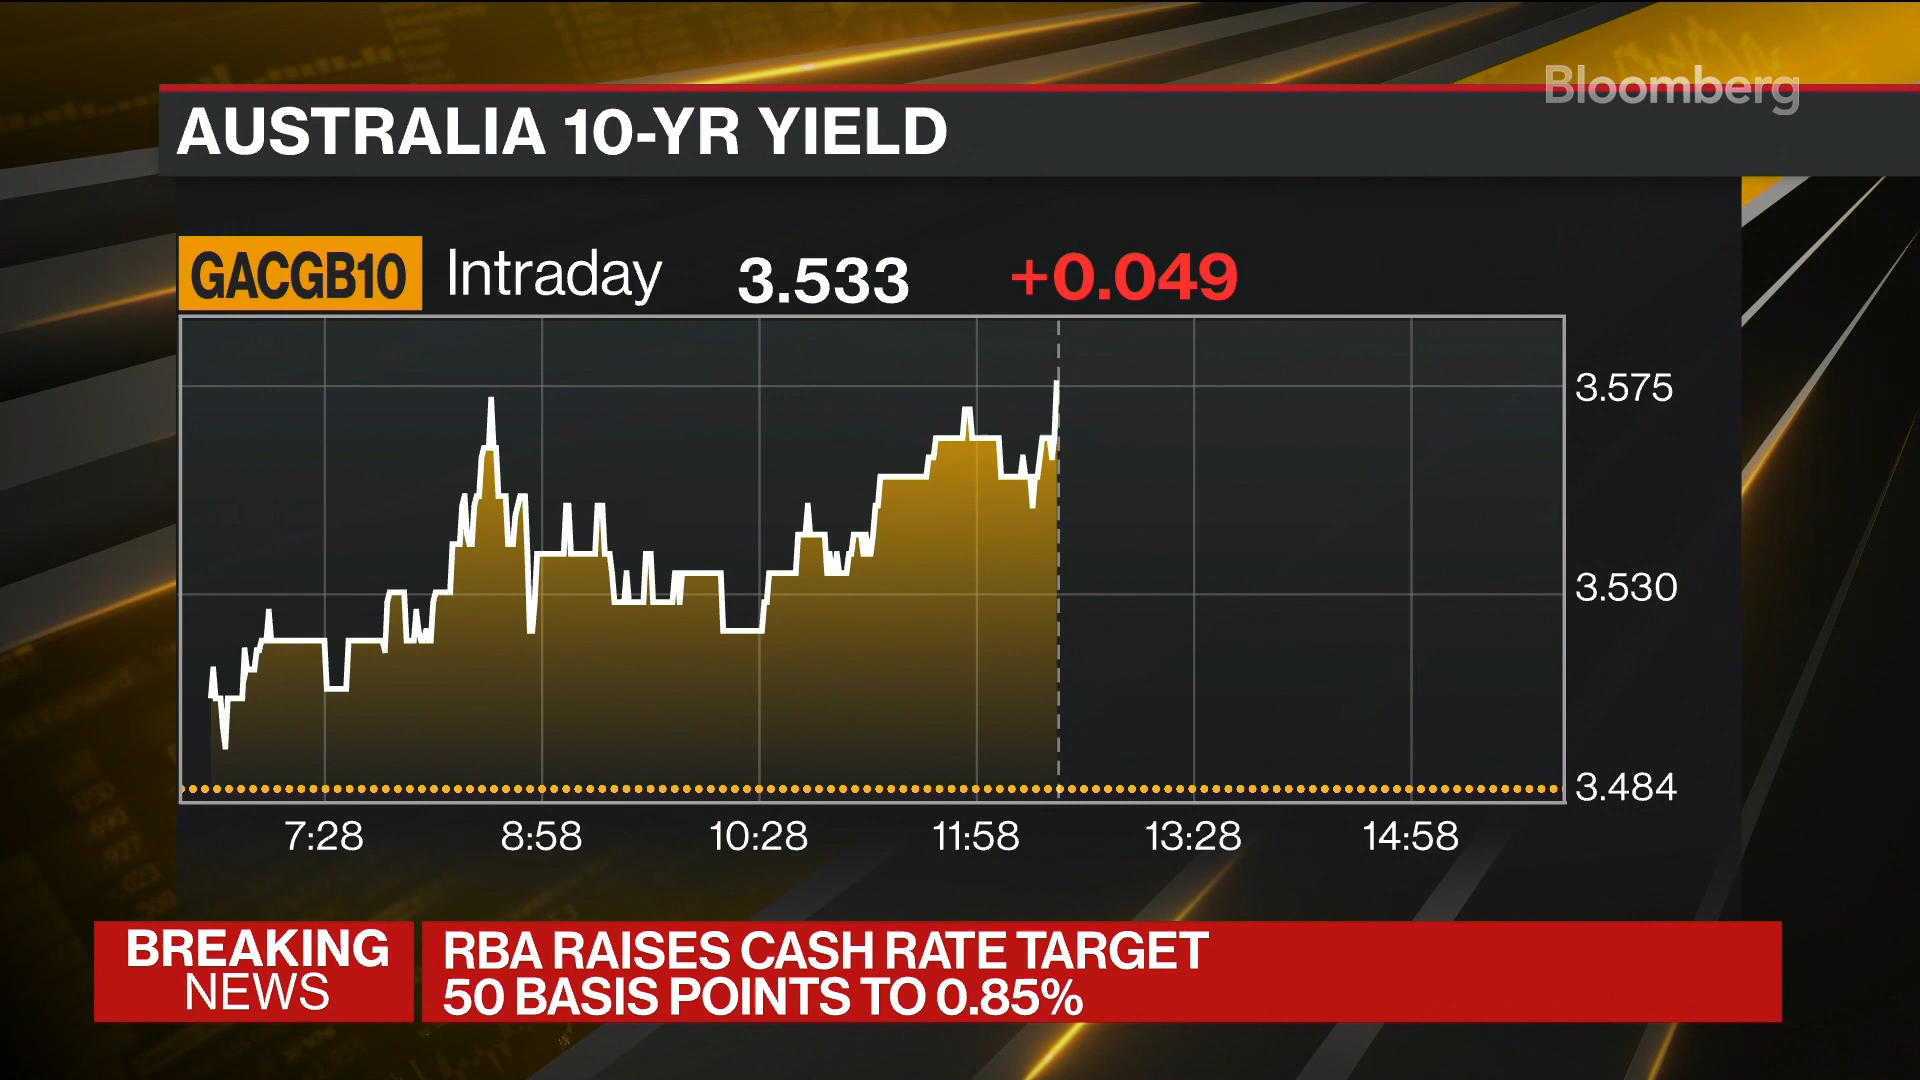 Bloomberg
AUSTRALIA 10-YR YIELD
GACGB10 Intraday 3.533 +0.049
3.575
3.530
3.484
7:28 8:58 10:28 11:58 13:28 14:58
BREAKING NEWS
RBA RAISES CASH RATE TARGET
50 BASIS POINTS TO 0.85%